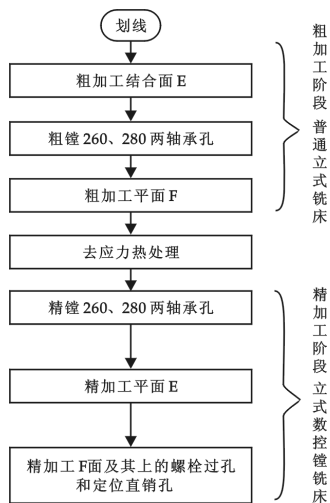 划线
粗加工结合面E
粗镗260、280两轴承孔
粗加工平面F
去应力热处理
精镗260、280两轴承孔
精加工平面E
精加工F面及其上的螺栓过孔
和定位直销孔
粗加工阶段 普通立式铣床
精加工阶段 立式数控镗铣床